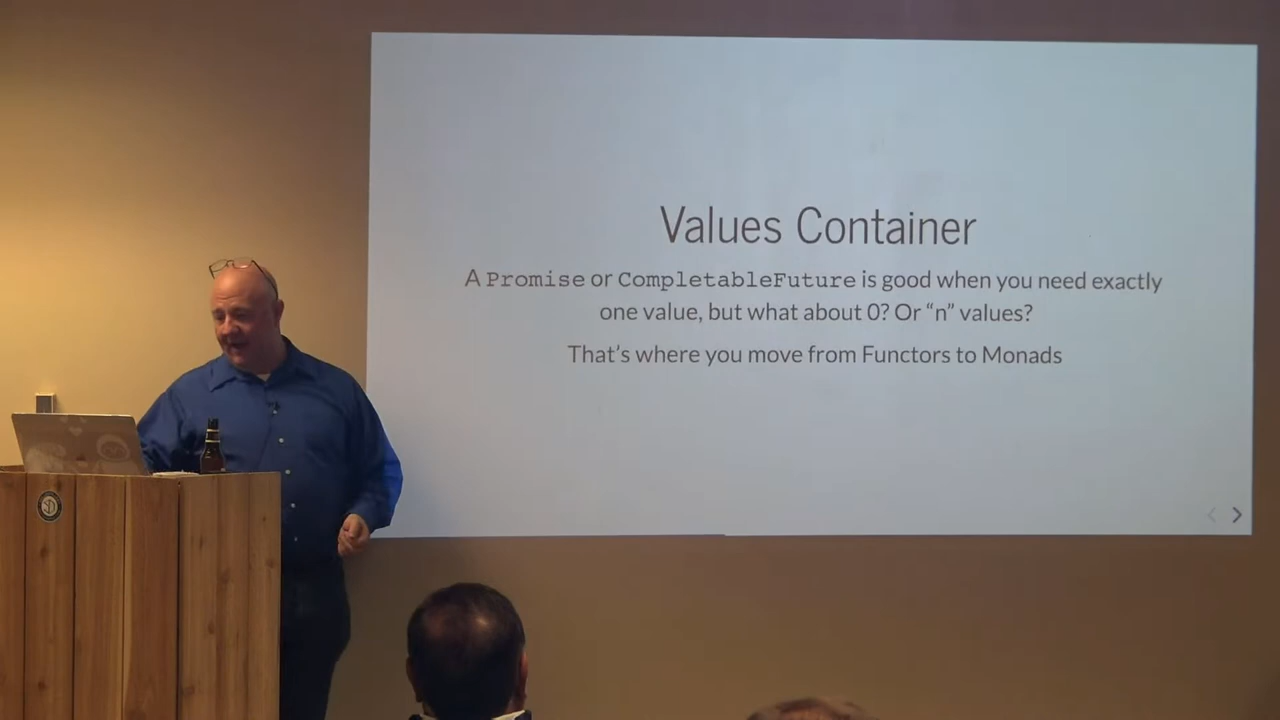 Values Container
A Promise or CompletableFuture is good when you need exactly
one value, but what about 0? Or “n” values?
That's where you move from Functors to Monads